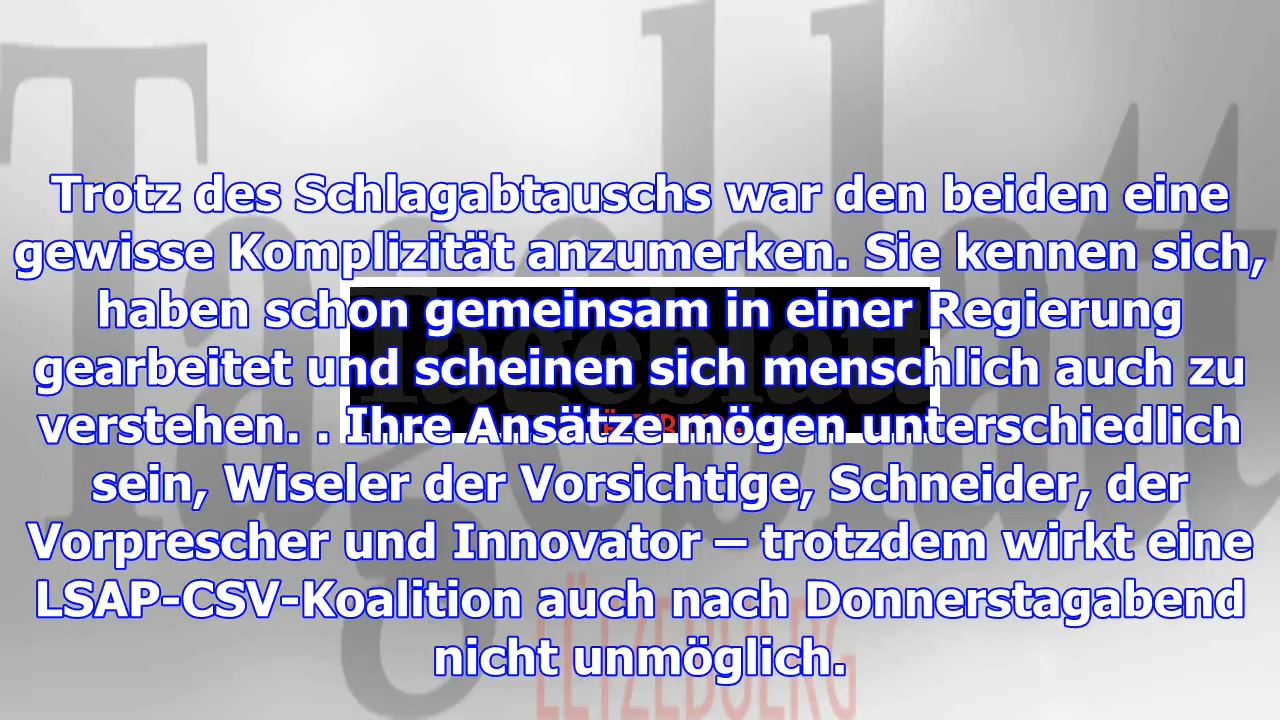 Trotz des Schlagabtauschs war den beiden eine
gewisse Komplizität anzumerken. Sie kennen sich,
haben schon gemeinsam in einer Regierung
gearbeitet und scheinen sich menschlich auch zu
verstehen. . Ihre Ansätze mögen unterschiedlich
sein, Wiseler der Vorsichtige, Schneider, der
Vorprescher und Innovator – trotzdem wirkt eine
LSAP-CSV-Koalition auch nach Donnerstagabend
nicht unmöglich.
Tageblatt
LËTZEBUERG